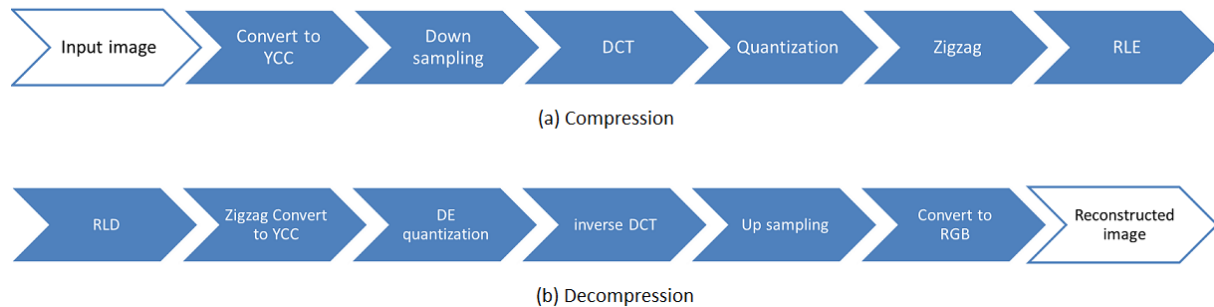 Input image
Convert to
YCC
Down
sampling
DCT
Quantization
Zigzag
RLE
(a) Compression
RLD
Zigzag Convert
to YCC
DE
quantization
inverse DCT
Up sampling
Convert to
RGB
Reconstructed
image
(b) Decompression